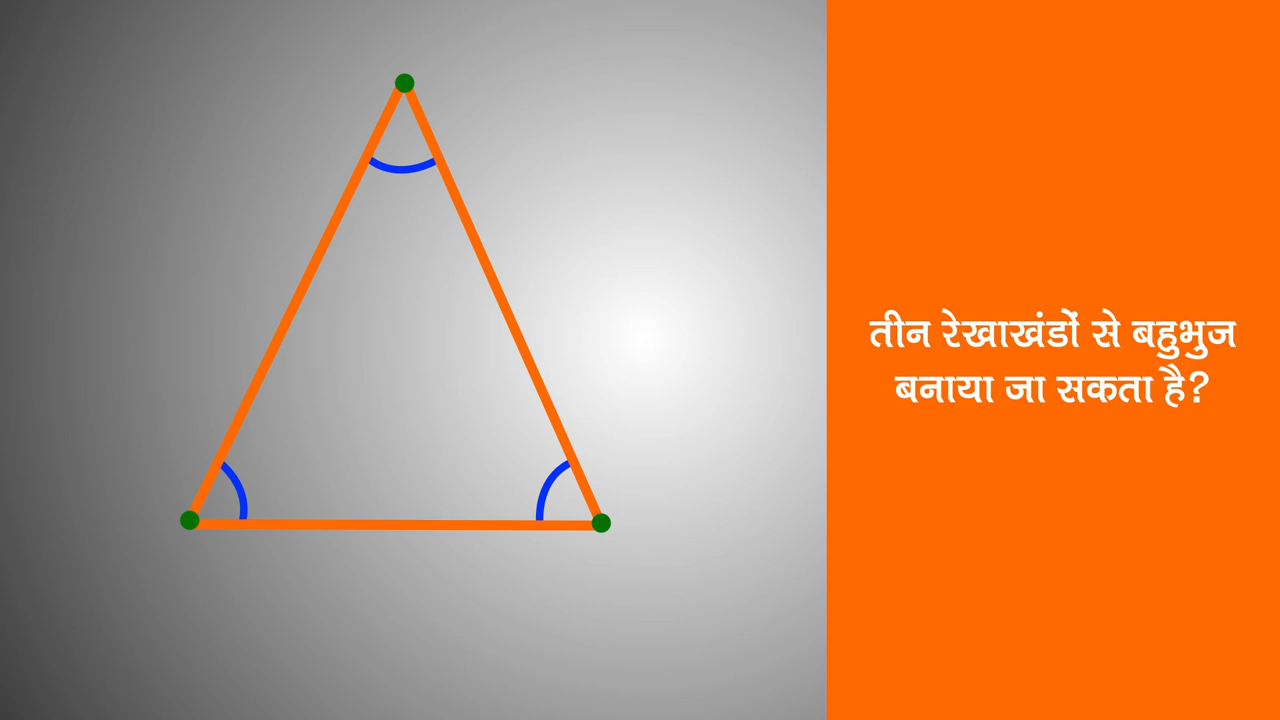 तीन रेखाखंडों से बहुभुज
बनाया जा सकता है?